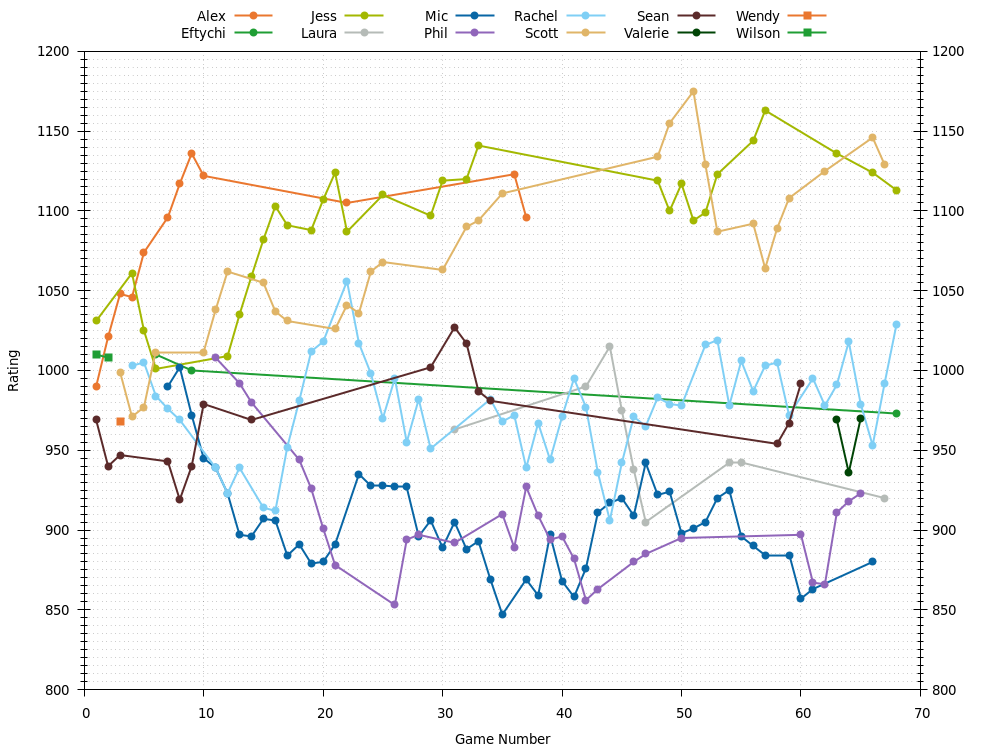 Alex Jess Mic Rachel Sean Wendy
Eftychi Laura Phil Scott Valerie Wilson
1200 1200
1150 1150
1100 1100
1050 1050
Rating
1000 1000
950 950
900 900
850 850
800 800
0 10 20 30 40 50 60 70
Game Number